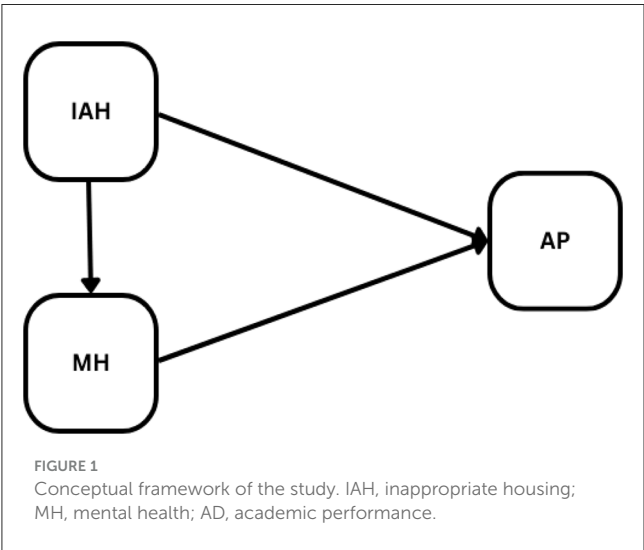 IAH
AP
MH
FIGURE 1
Conceptual framework of the study. IAH, inappropriate housing;
MH, mental health; AD, academic performance.